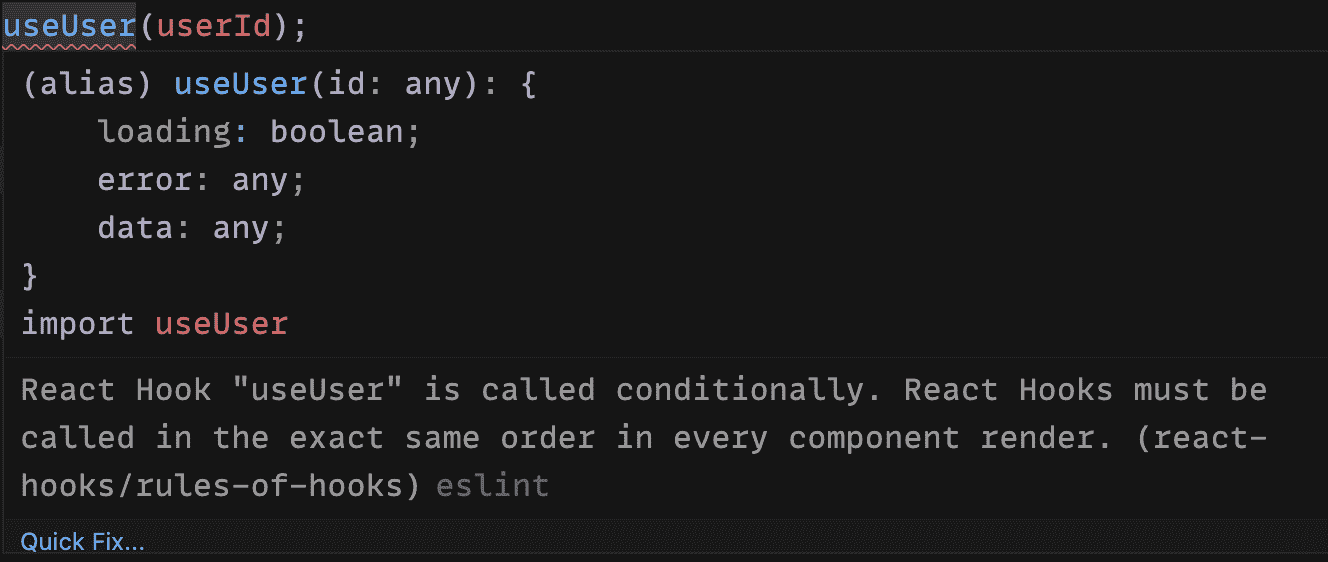 useUser(userId);
(alias) useUser(id: any): {
    loading: boolean;
    error: any;
    data: any;
}
import useUser
React Hook "useUser" is called conditionally. React Hooks must be
called in the exact same order in every component render. (react-
hooks/rules-of-hooks) eslint
Quick Fix...